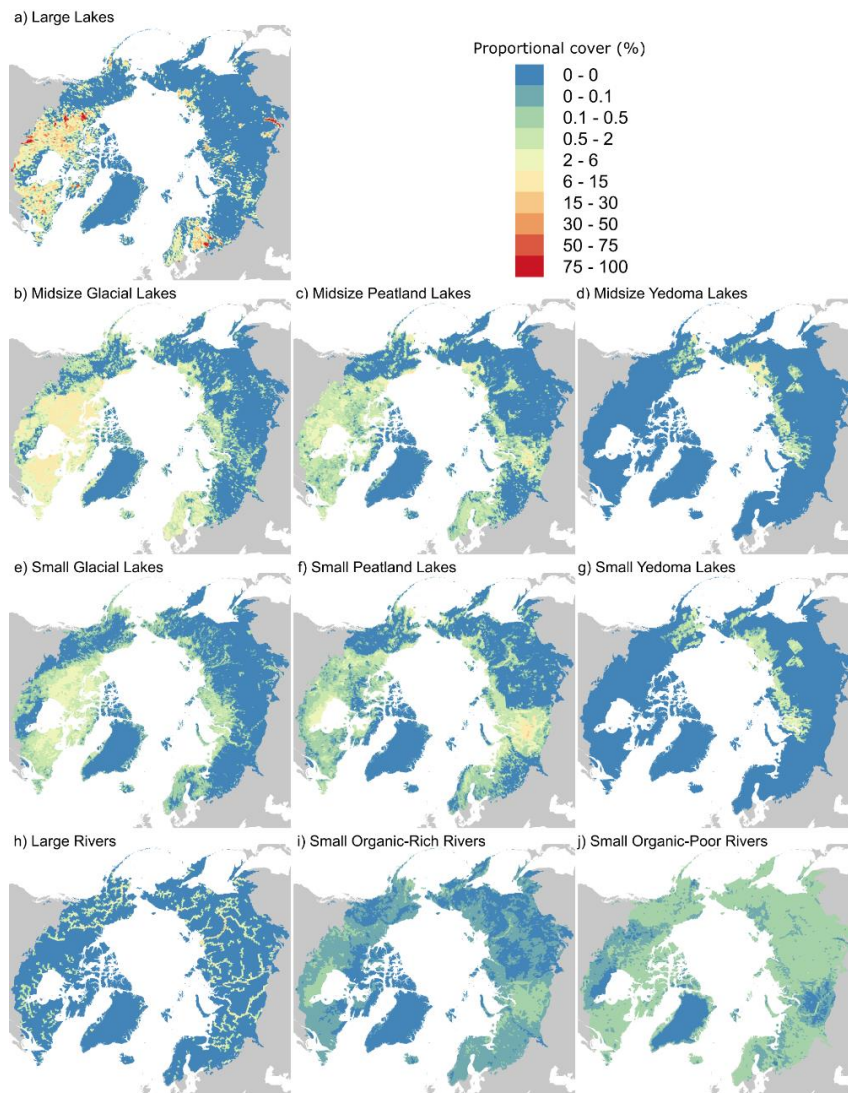 a) Large Lakes
Proportional cover (%)
0 - 0
0 - 0.1
0.1 - 0.5
0.5 - 2
2 - 6
6 - 15
15 - 30
30 - 50
50 - 75
75 - 100
b) Midsize Glacial Lakes
c) Midsize Peatland Lakes
d) Midsize Yedoma Lakes
e) Small Glacial Lakes
f) Small Peatland Lakes
g) Small Yedoma Lakes
h) Large Rivers
i) Small Organic-Rich Rivers
j) Small Organic-Poor Rivers